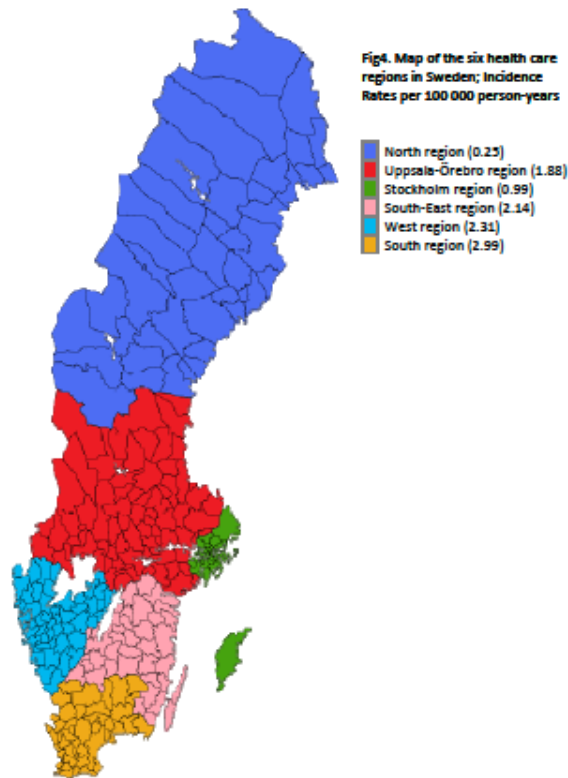 Fig4. Map of the six health care
regions in Sweden; Incidence
Rates per 100 000 person-years
North region (0.25)
Uppsala-Örebro region (1.88)
Stockholm region (0.99)
South-East region (2.14)
West region (2.31)
South region (2.99)